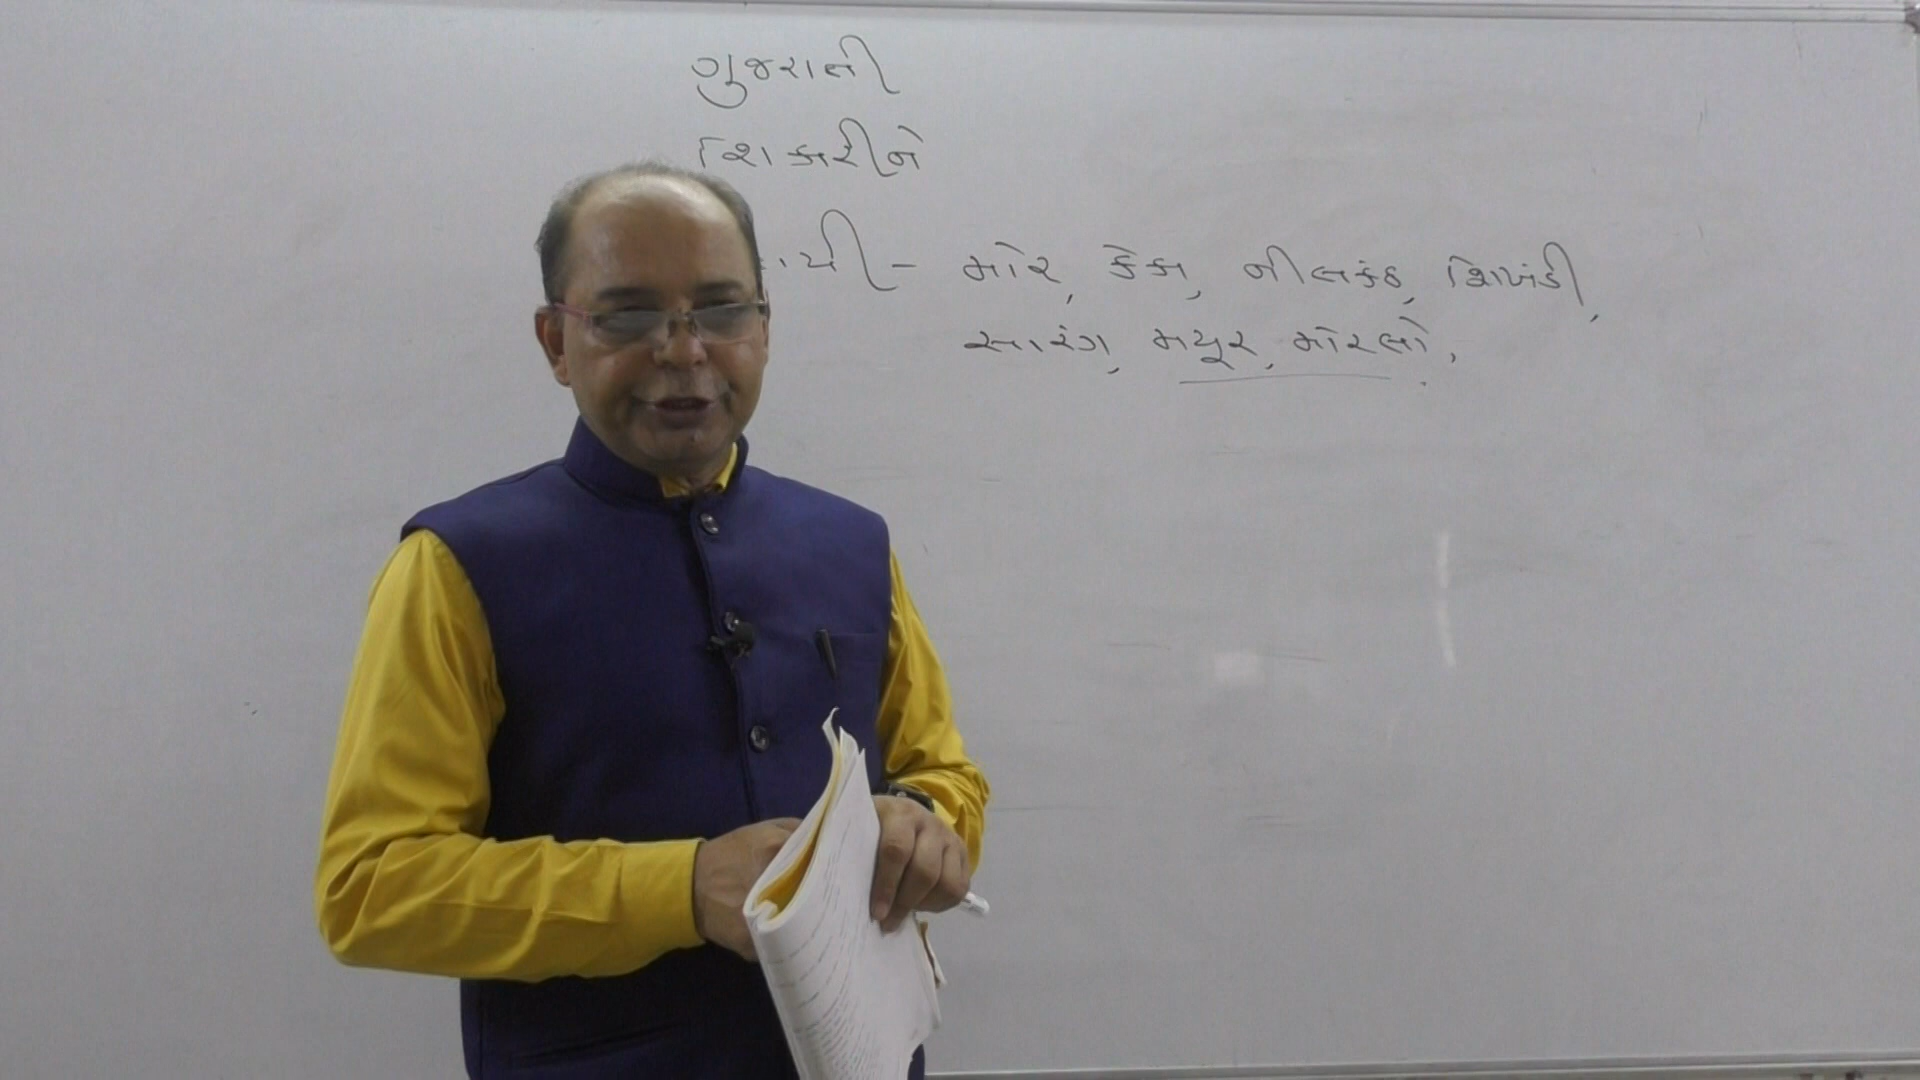 ગુજરાતી
શિકારીને
ાર્થી – મોર, કેકા, નીલકંઠ, શિખંડી,
સારંગ, મયૂર, મોરલો,